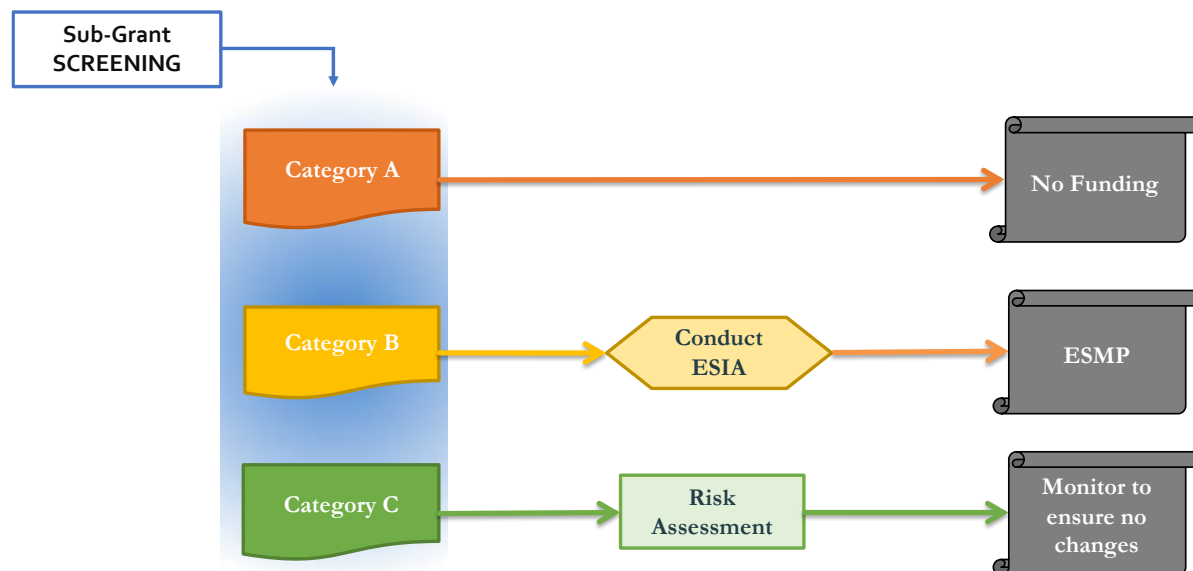 Sub-Grant
SCREENING
Category A
No Funding
Category B
Conduct
ESIA
ESMP
Category C
Risk
Assessment
Monitor to
ensure no
changes